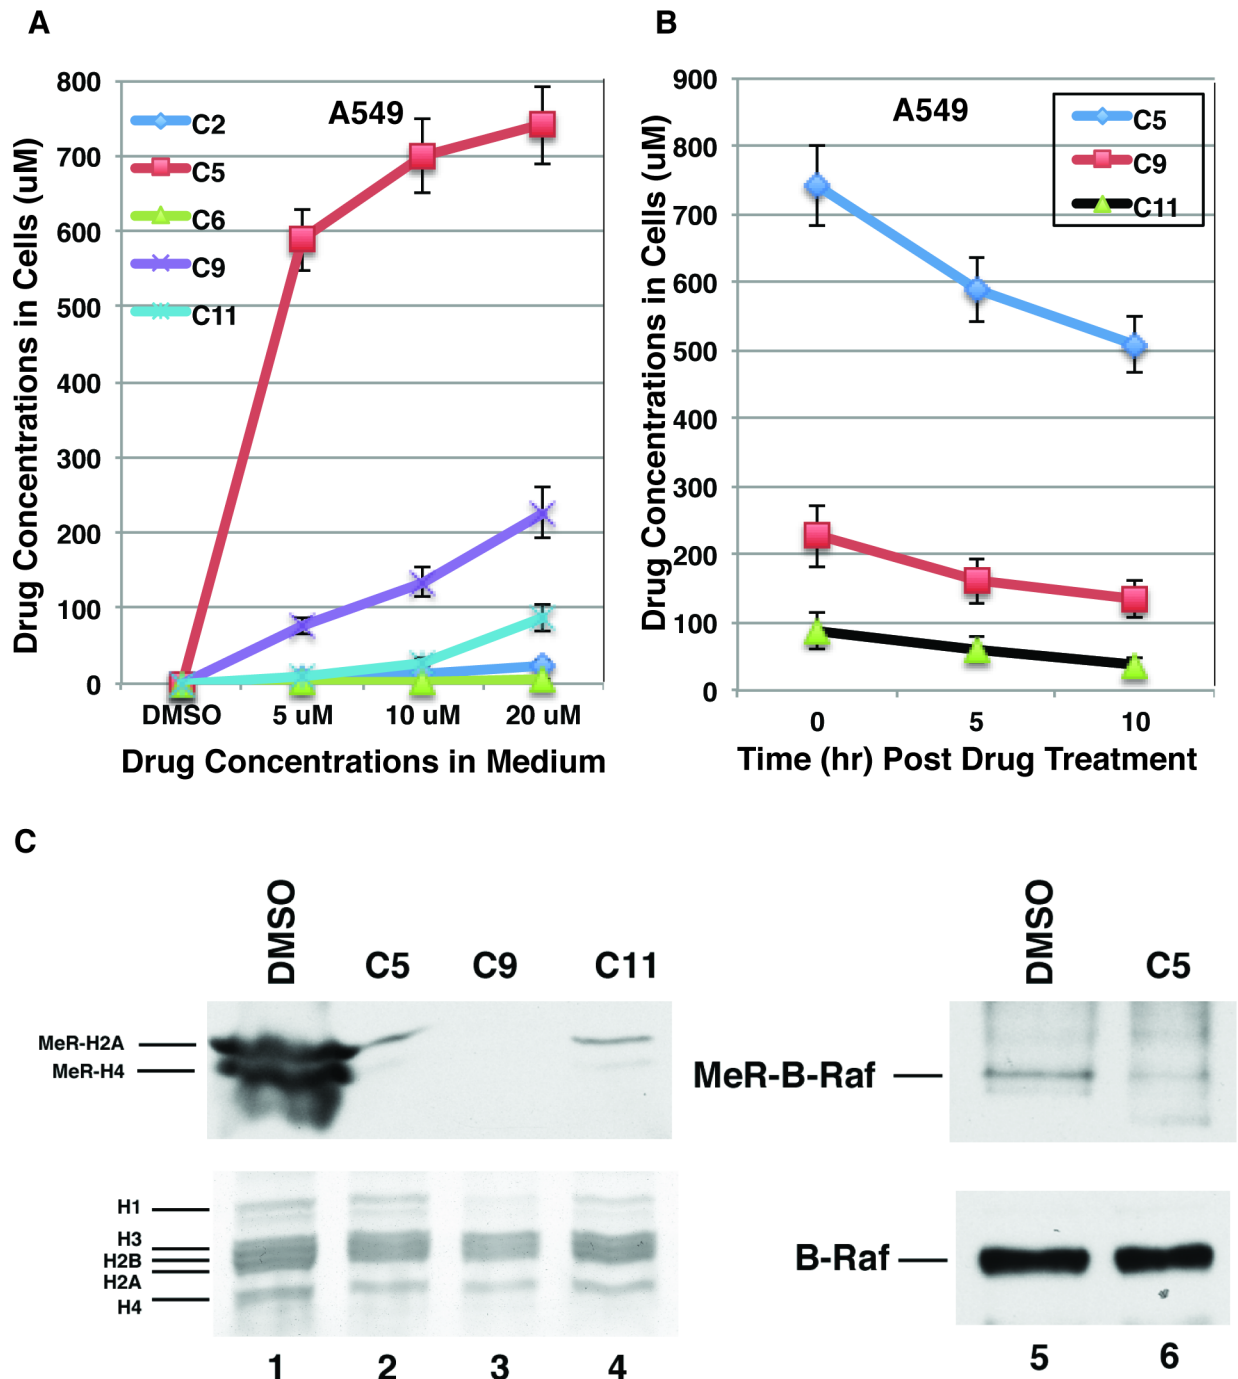 A
800
700
600
500
400
300
200
100
0
Drug Concentrations in Cells (uM)
A549
C2
C5
C6
C9
C11
DMSO
5 uM
10 uM
20 uM
Drug Concentrations in Medium
B
900
800
700
600
500
400
300
200
100
0
Drug Concentrations in Cells (uM)
A549
C5
C9
C11
0
5
10
Time (hr) Post Drug Treatment
C
DMSO
C5
C9
C11
MeR-H2A
MeR-H4
H1
H3
H2B
H2A
H4
1
2
3
4
DMSO
C5
MeR-B-Raf
B-Raf
5
6